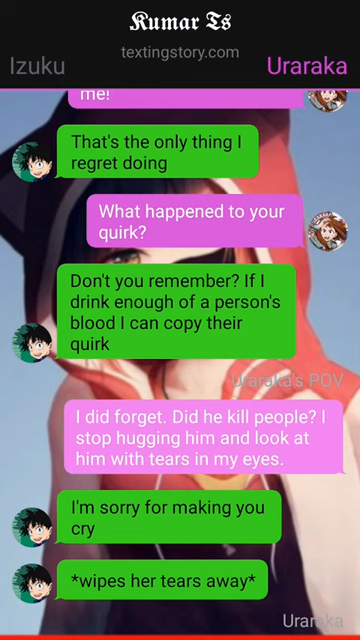 Kumar Ts
textingstory.com
Izuku
Uraraka
me!
That's the only thing I
regret doing
What happened to your
quirk?
Don't you remember? If I
drink enough of a person's
blood I can copy their
quirk
Uraraka's POV
I did forget. Did he kill people? I
stop hugging him and look at
him with tears in my eyes.
I'm sorry for making you
cry
*wipes her tears away*
Uraraka